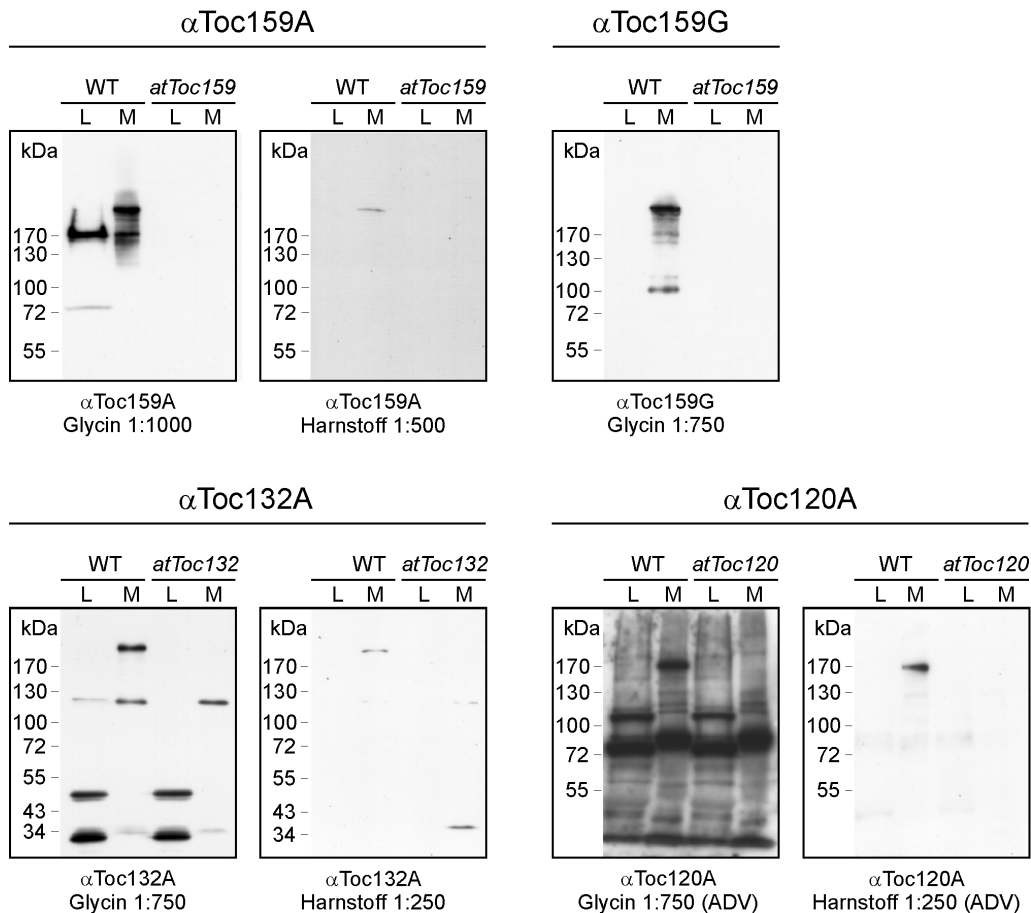 αToc159A
WT atToc159
L M L M
kDa
170
130
100
72
55
αToc159A
Glycin 1:1000
WT atToc159
L M L M
kDa
170
130
100
72
55
αToc159A
Harnstoff 1:500
αToc159G
WT atToc159
L M L M
kDa
170
130
100
72
55
αToc159G
Glycin 1:750
αToc132A
WT atToc132
L M L M
kDa
170
130
100
72
55
43
34
αToc132A
Glycin 1:750
WT atToc132
L M L M
kDa
170
130
100
72
55
43
34
αToc132A
Harnstoff 1:250
αToc120A
WT atToc120
L M L M
kDa
170
130
100
72
55
αToc120A
Glycin 1:750 (ADV)
WT atToc120
L M L M
kDa
170
130
100
72
55
αToc120A
Harnstoff 1:250 (ADV)